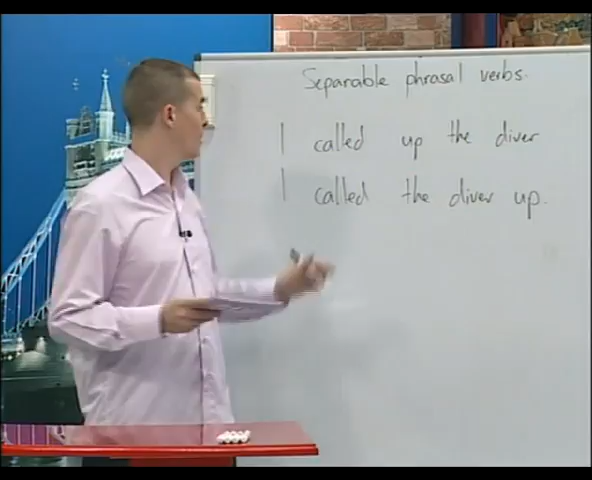 Separable phrasal verbs.
I called up the diver
I called the diver up.